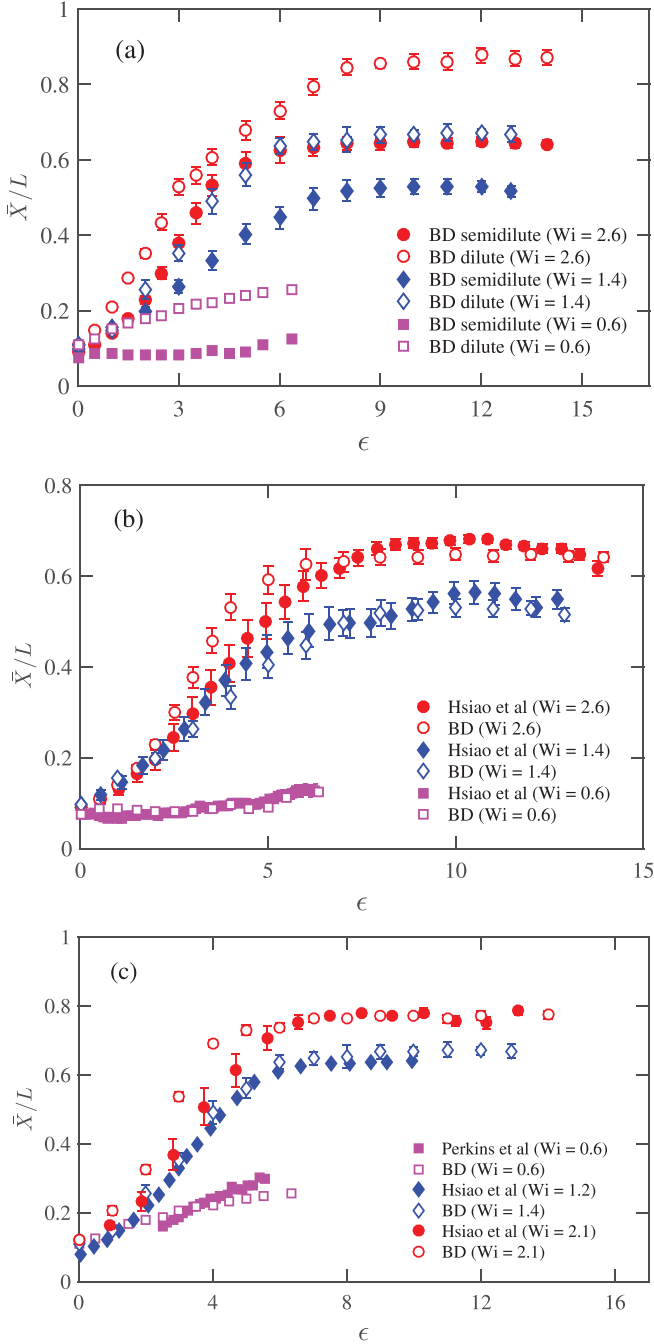 1
(a)
0.8
0.6
X̄/L
0.4
BD semidilute (Wi = 2.6)
BD dilute (Wi = 2.6)
BD semidilute (Wi = 1.4)
BD dilute (Wi = 1.4)
BD semidilute (Wi = 0.6)
BD dilute (Wi = 0.6)
0.2
0
0 3 6 9 12 15
ϵ
0.8
(b)
0.6
X̄/L
0.4
Hsiao et al (Wi = 2.6)
BD (Wi 2.6)
Hsiao et al (Wi = 1.4)
BD (Wi = 1.4)
Hsiao et al (Wi = 0.6)
BD (Wi = 0.6)
0.2
0
0 5 10 15
ϵ
1
(c)
0.8
0.6
X̄/L
0.4
Perkins et al (Wi = 0.6)
BD (Wi = 0.6)
Hsiao et al (Wi = 1.2)
BD (Wi = 1.4)
Hsiao et al (Wi = 2.1)
BD (Wi = 2.1)
0.2
0
0 4 8 12 16
ϵ